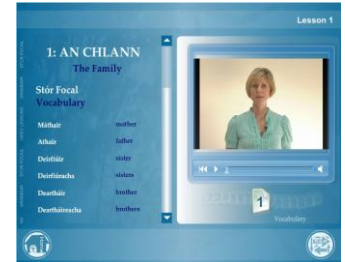 Lesson 1
1: AN CHLANN
The Family
Stór Focal
Vocabulary
Máthair mother
Athair father
Deirfiúir sister
Deirfiúracha sisters
Deartháir brother
Deartháireacha brothers
1
Vocabulary